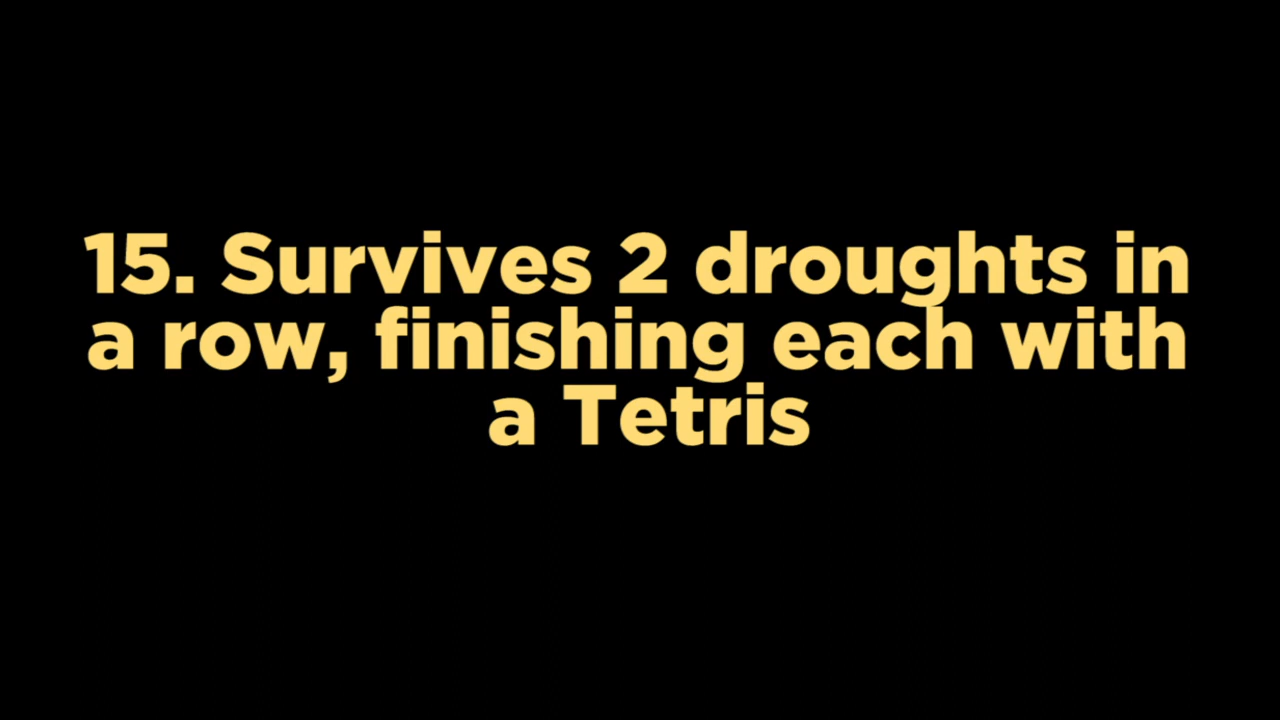 15. Survives 2 droughts in
a row, finishing each with
a Tetris